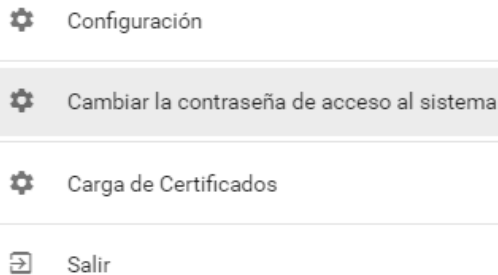 Configuración
Cambiar la contraseña de acceso al sistema
Carga de Certificados
Salir